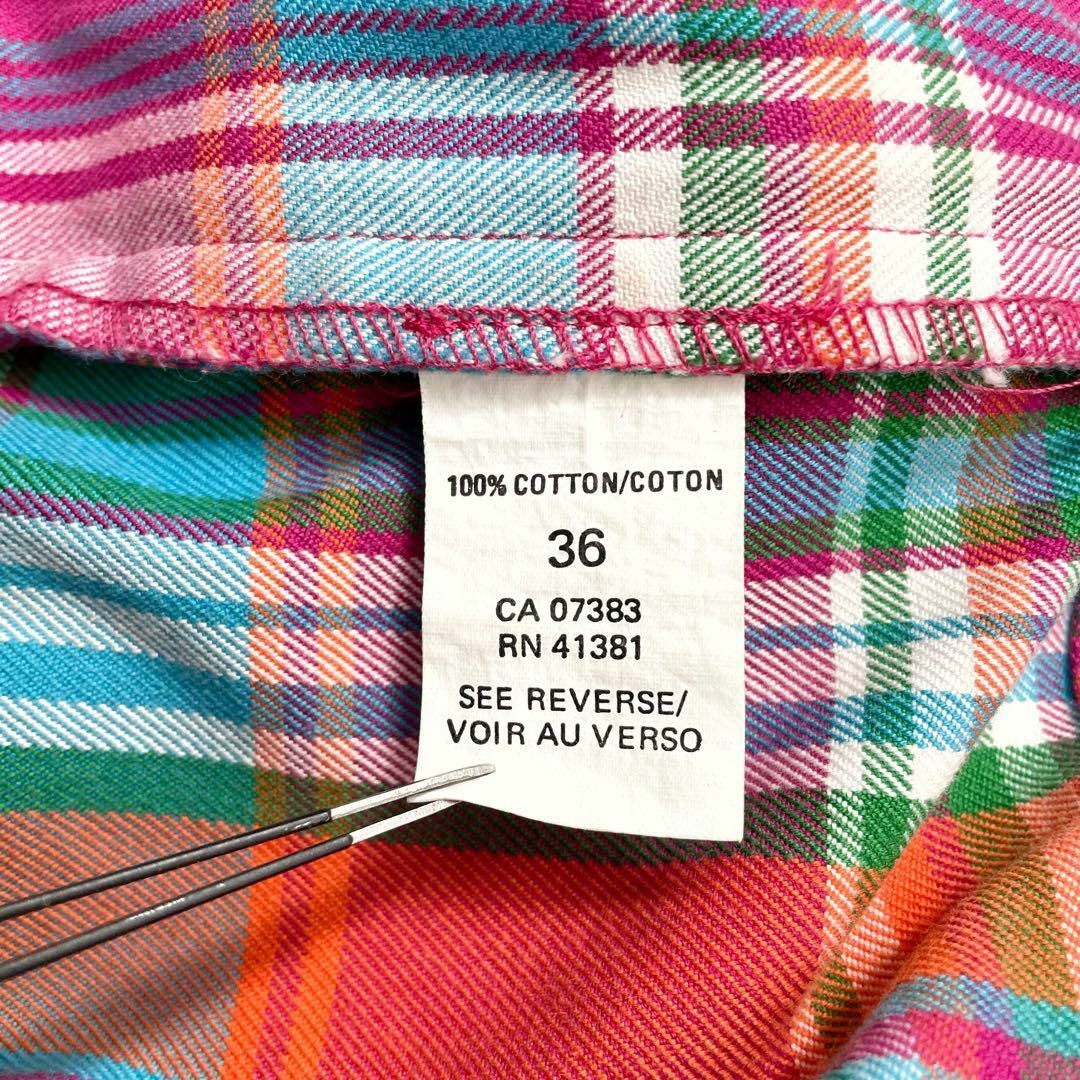 100% COTTON/COTON
36
CA 07383
RN 41381
SEE REVERSE/
VOIR AU VERSO